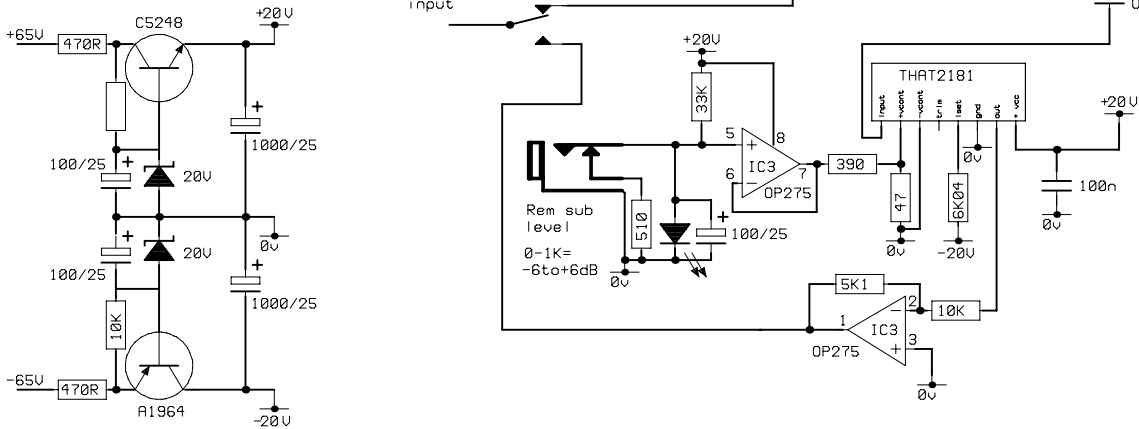 C5248
+20V
+65V
470R
100/25
+
20V
+
1000/25
0v
100/25
+
20V
+
1000/25
10K
-65V
470R
A1964
-20V
input
+20V
33K
5
+
8
IC3
7
6
-
OP275
390
47
0v
Rem sub
level
0-1K=
-6to+6dB
510
+
100/25
0v
THAT2181
input
+vcont
-vcont
trim
Iset
gnd
out
+ vcc
0v
6K04
-20V
+20V
100n
0v
5K1
10K
1
2
-
IC3
+
3
OP275
0v